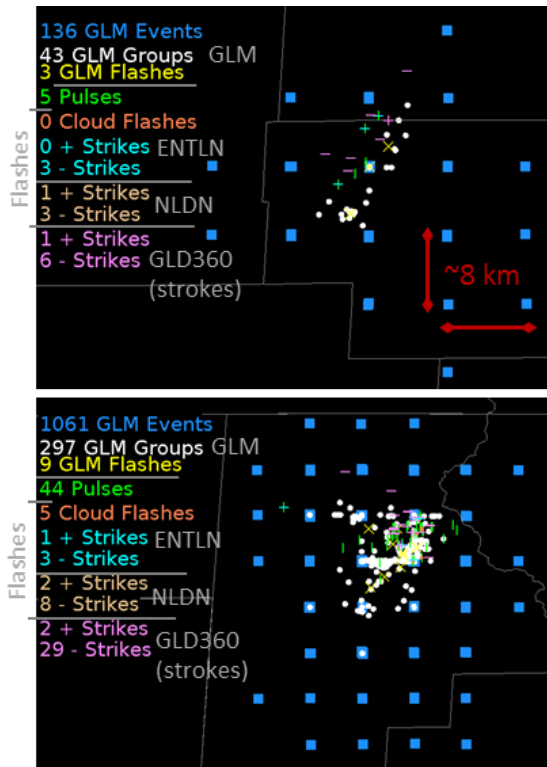 136 GLM Events
43 GLM Groups GLM
3 GLM Flashes
5 Pulses
0 Cloud Flashes
0 + Strikes ENTLN
3 - Strikes
1 + Strikes
3 - Strikes NLDN
1 + Strikes
6 - Strikes GLD360
(strokes)
Flashes
~8 km
1061 GLM Events
297 GLM Groups GLM
9 GLM Flashes
44 Pulses
5 Cloud Flashes
1 + Strikes ENTLN
3 - Strikes
2 + Strikes
8 - Strikes NLDN
2 + Strikes GLD360
29 - Strikes (strokes)
Flashes